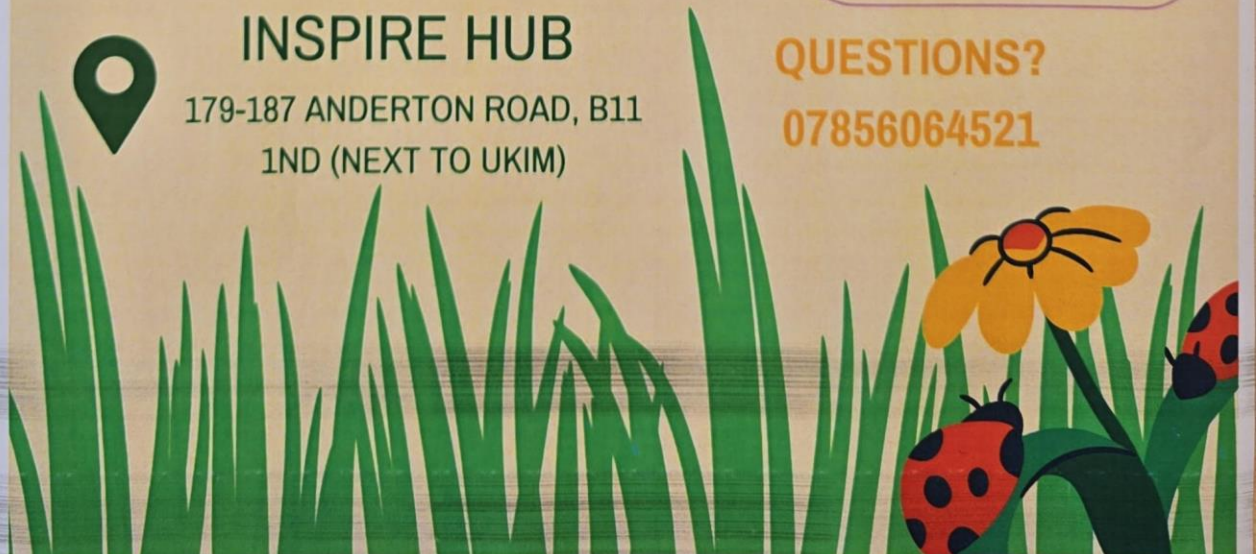 INSPIRE HUB
179-187 ANDERTON ROAD, B11
1ND (NEXT TO UKIM)
QUESTIONS?
07856064521